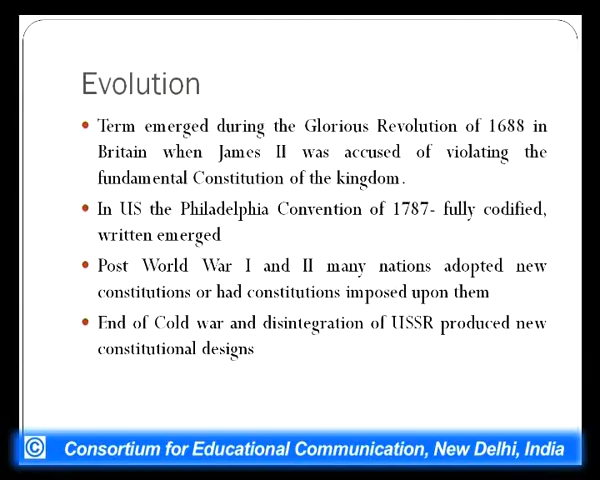 Evolution
• Term emerged during the Glorious Revolution of 1688 in
Britain when James II was accused of violating the
fundamental Constitution of the kingdom.
• In US the Philadelphia Convention of 1787- fully codified,
written emerged
• Post World War I and II many nations adopted new
constitutions or had constitutions imposed upon them
• End of Cold war and disintegration of USSR produced new
constitutional designs
© Consortium for Educational Communication, New Delhi, India